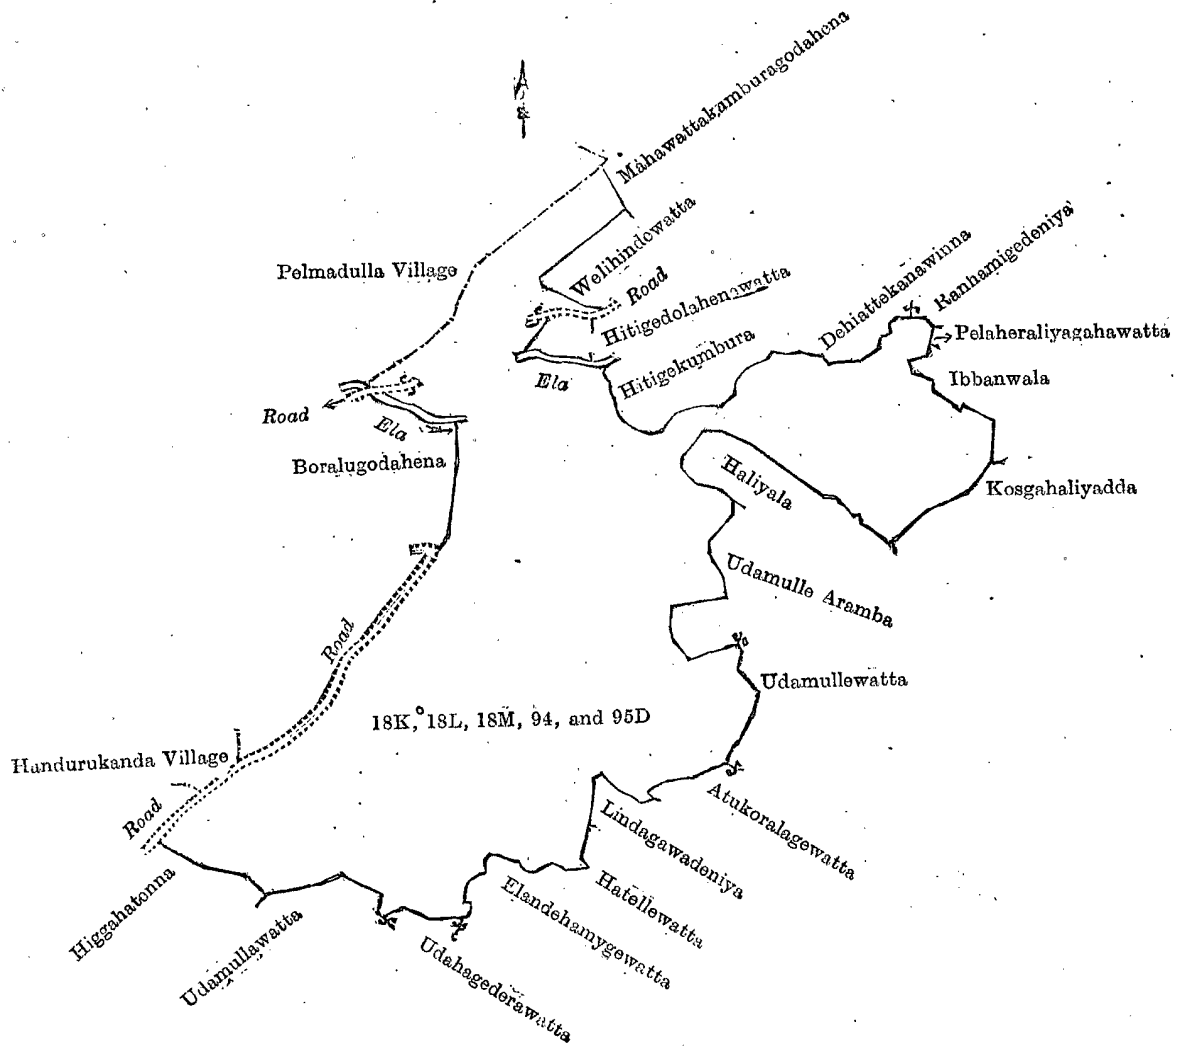 Mahawattakamburagodahena
Welihindowatta
Pelmadulla Village
Road
Hitigedolahenawatta
Dehiattekanawinna
Ranhamigedeniya
Pelaheraliyagahawatta
Hitigekumbura
Ela
Ibbanwala
Road
Ela
Boralugodahena
Haliyala
Kosgahaliyadda
Udamulle Aramba
Road
Udamullewatta
18K, 18L, 18M, 94, and 95D
Handurukanda Village
Road
Atukoralagewatta
Lindagawadeniya
Hatellewatta
Elandehamygewatta
Higgahatenna
Udamullawatta
Udahagederawatta